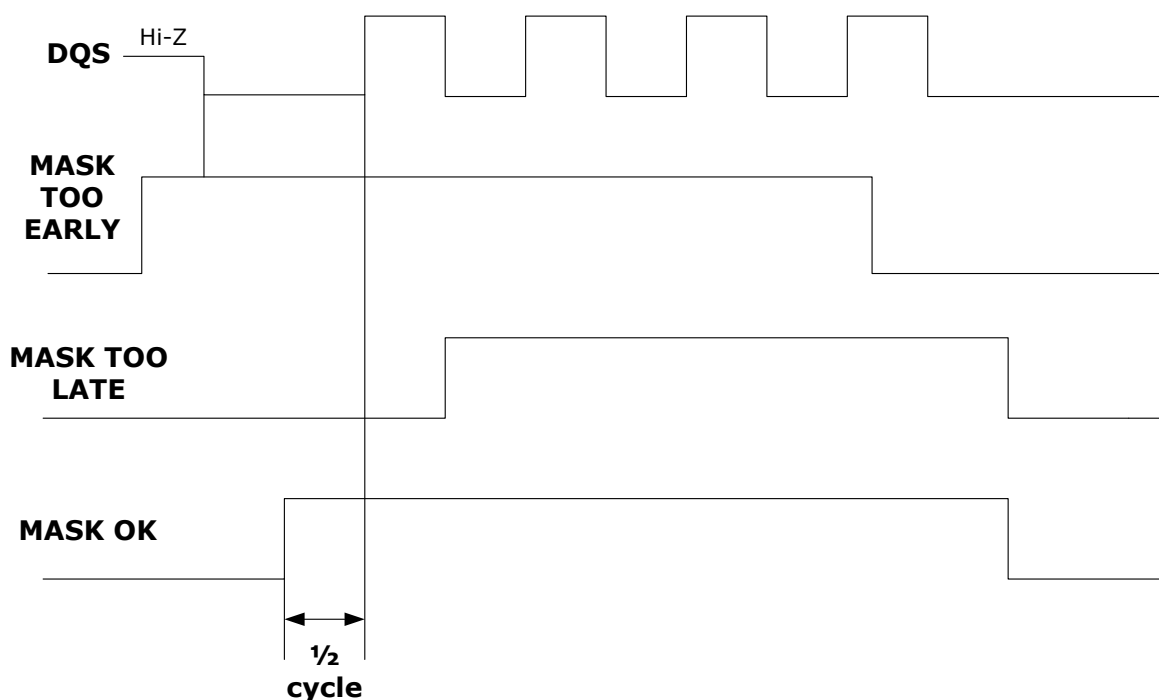 Hi-Z
DQS
MASK
TOO
EARLY
MASK TOO
LATE
MASK OK
½
cycle